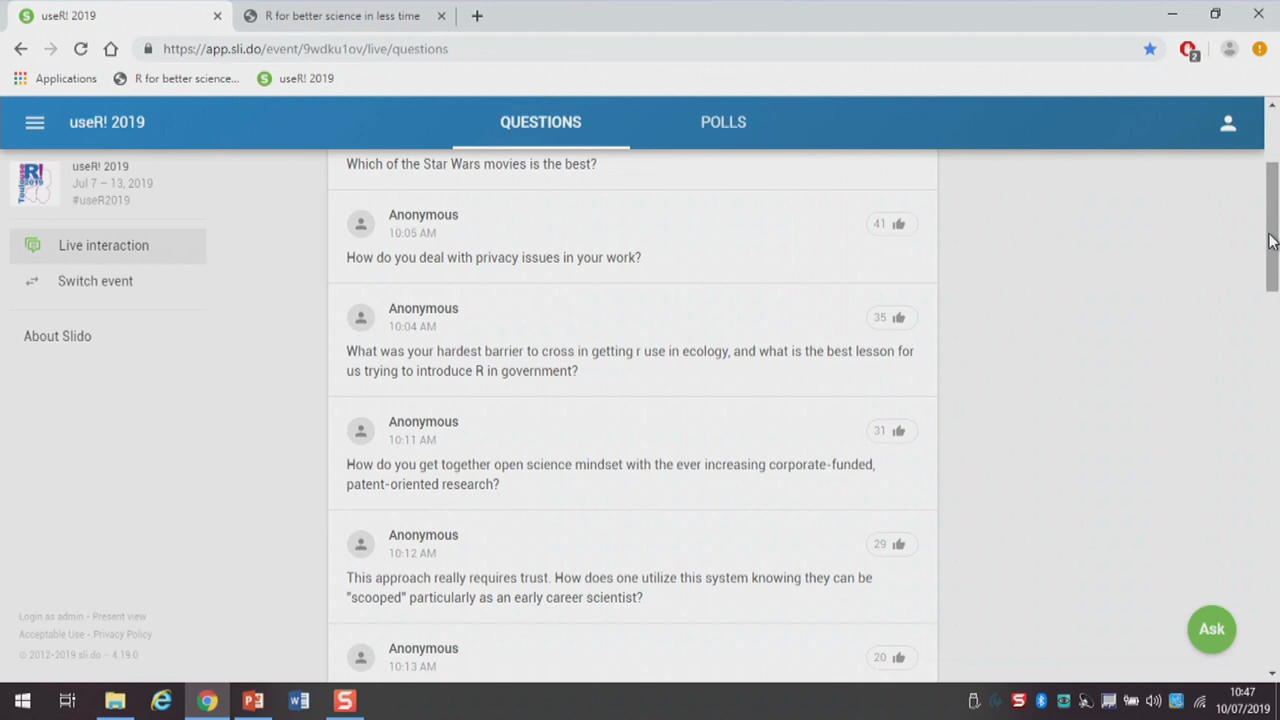 useR! 2019
R for better science in less time
https://app.sli.do/event/9wdku1ov/live/questions
2
Applications
R for better science...
useR! 2019
useR! 2019
QUESTIONS
POLLS
useR! 2019
Jul 7 – 13, 2019
#useR2019
Live interaction
Switch event
About Slido
Which of the Star Wars movies is the best?
Anonymous
10:05 AM
41
How do you deal with privacy issues in your work?
Anonymous
10:04 AM
35
What was your hardest barrier to cross in getting r use in ecology, and what is the best lesson for
us trying to introduce R in government?
Anonymous
10:11 AM
31
How do you get together open science mindset with the ever increasing corporate-funded,
patent-oriented research?
Anonymous
10:12 AM
29
This approach really requires trust. How does one utilize this system knowing they can be
"scooped" particularly as an early career scientist?
Anonymous
10:13 AM
20
Ask
Login as admin - Present view
Acceptable Use - Privacy Policy
© 2012-2019 sli.do - 4.19.0
10:47
10/07/2019